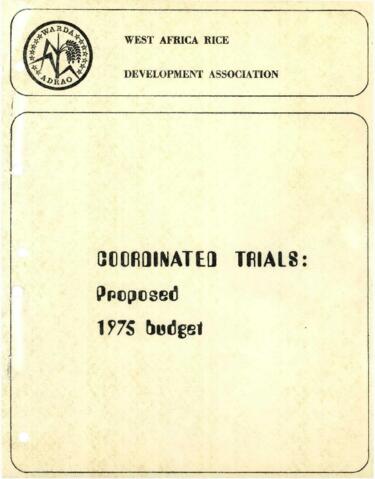 WARDA
ADRAO
WEST AFRICA RICE
DEVELOPMENT ASSOCIATION
COORDINATED TRIALS:
Proposed
1975 budget